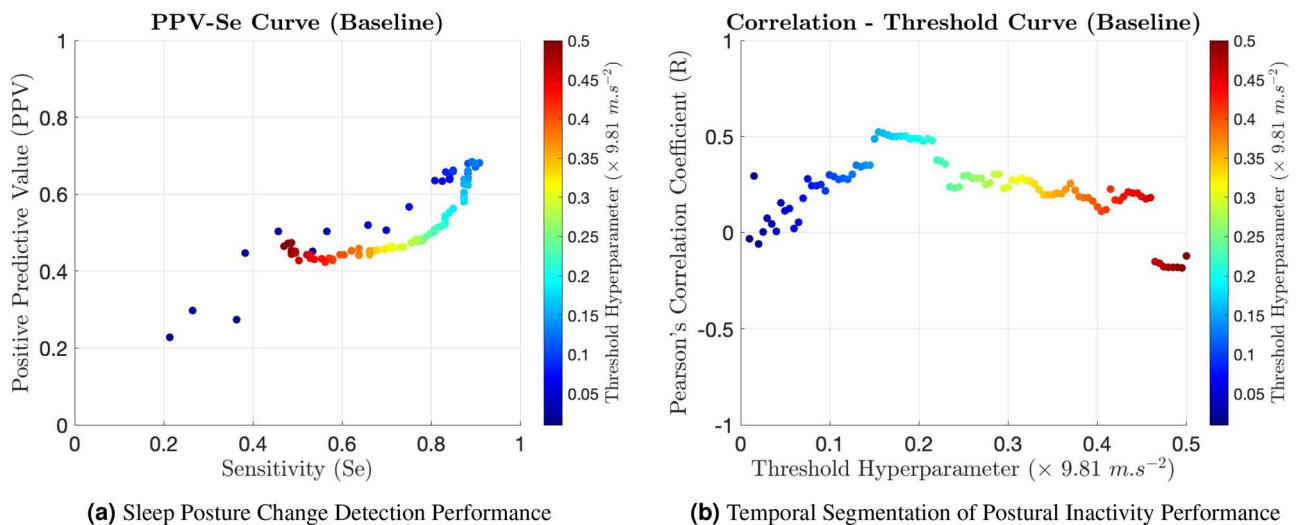 PPV-Se Curve (Baseline)
1
0.8
0.6
0.4
0.2
0
Positive Predictive Value (PPV)
0 0.2 0.4 0.6 0.8 1
Sensitivity (Se)
0.5
0.45
0.4
0.35
0.3
0.25
0.2
0.15
0.1
0.05
Threshold Hyperparameter (× 9.81 m.s⁻²)
(a) Sleep Posture Change Detection Performance
Correlation - Threshold Curve (Baseline)
1
0.5
0
-0.5
-1
Pearson's Correlation Coefficient (R)
0 0.1 0.2 0.3 0.4 0.5
Threshold Hyperparameter (× 9.81 m.s⁻²)
0.5
0.45
0.4
0.35
0.3
0.25
0.2
0.15
0.1
0.05
Threshold Hyperparameter (× 9.81 m.s⁻²)
(b) Temporal Segmentation of Postural Inactivity Performance